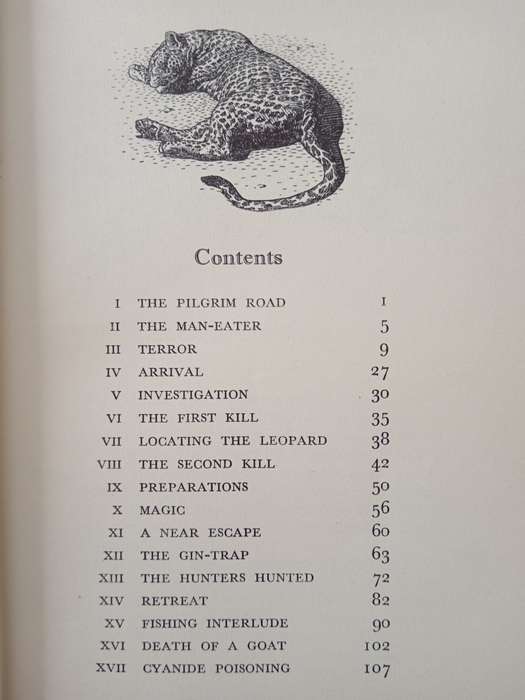 Contents
I THE PILGRIM ROAD 1
II THE MAN-EATER 5
III TERROR 9
IV ARRIVAL 27
V INVESTIGATION 30
VI THE FIRST KILL 35
VII LOCATING THE LEOPARD 38
VIII THE SECOND KILL 42
IX PREPARATIONS 50
X MAGIC 56
XI A NEAR ESCAPE 60
XII THE GIN-TRAP 63
XIII THE HUNTERS HUNTED 72
XIV RETREAT 82
XV FISHING INTERLUDE 90
XVI DEATH OF A GOAT 102
XVII CYANIDE POISONING 107